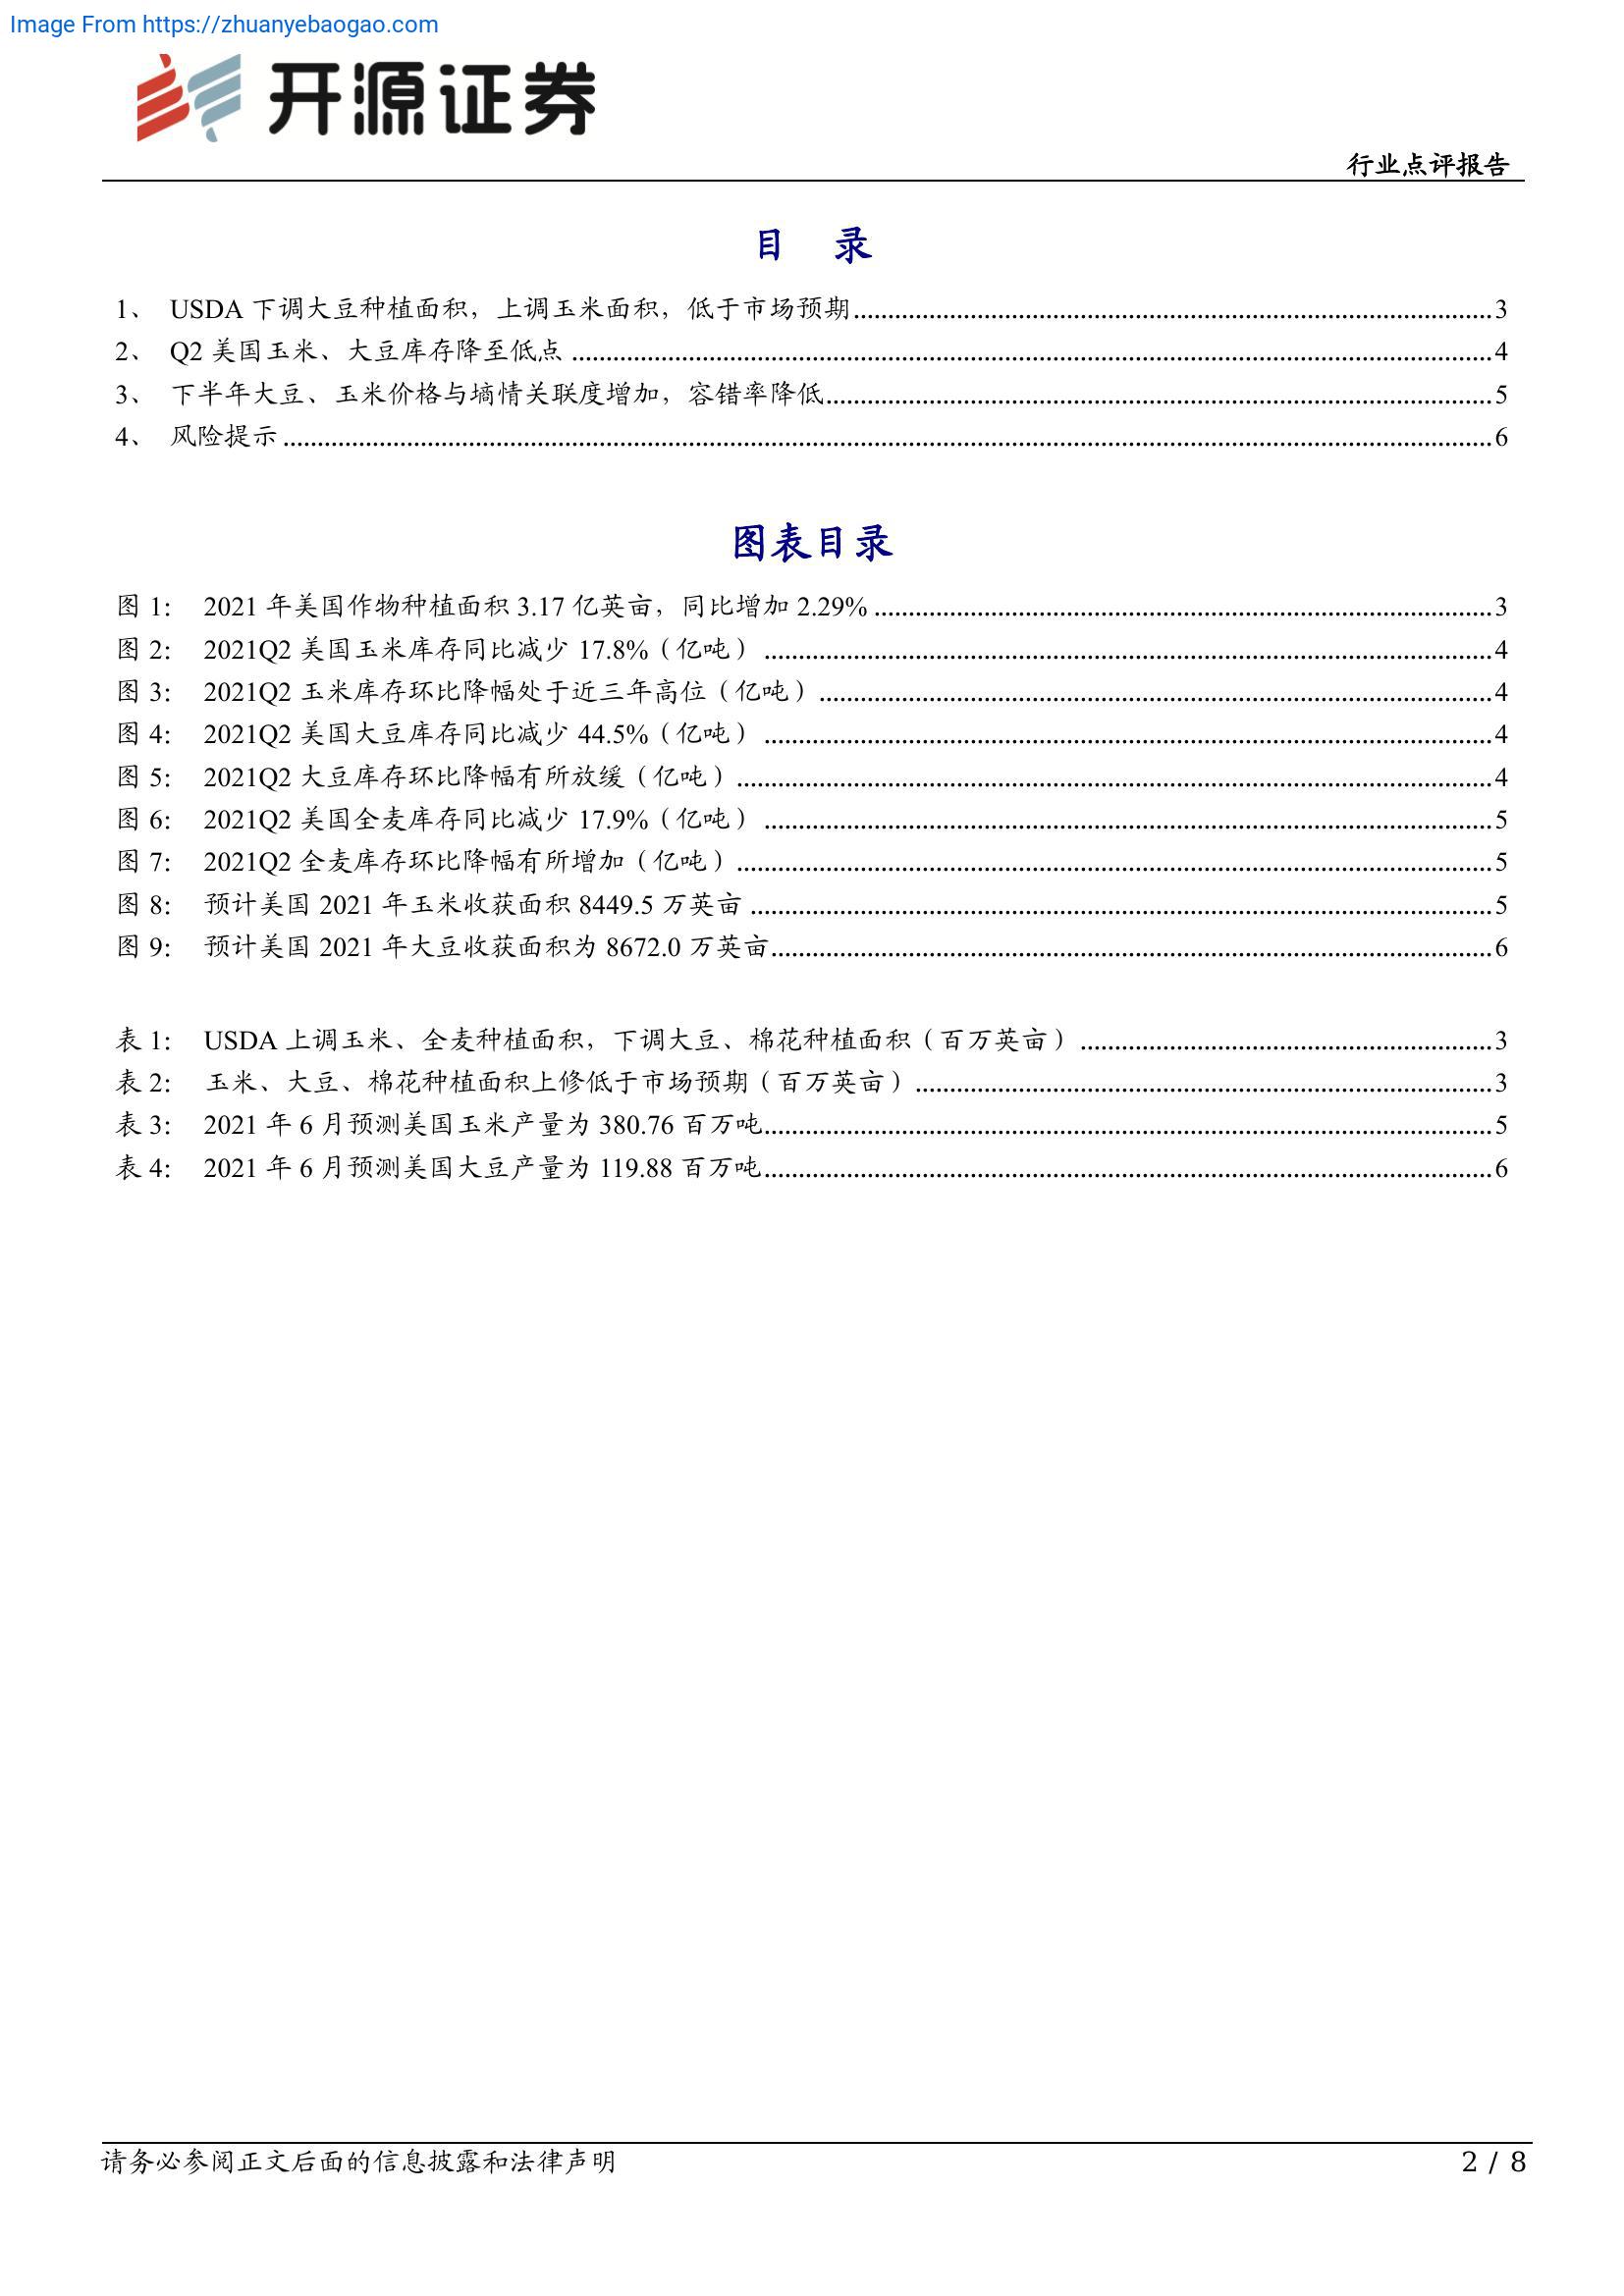 Image From https://zhuanyebaogao.com
开源证券
行业点评报告
目 录
1、 USDA 下调大豆种植面积，上调玉米面积，低于市场预期 3
2、 Q2 美国玉米、大豆库存降至低点 4
3、 下半年大豆、玉米价格与墒情关联度增加，容错率降低 5
4、 风险提示 6
图表目录
图 1： 2021 年美国作物种植面积 3.17 亿英亩，同比增加 2.29% 3
图 2： 2021Q2 美国玉米库存同比减少 17.8%（亿吨） 4
图 3： 2021Q2 玉米库存环比降幅处于近三年高位（亿吨） 4
图 4： 2021Q2 美国大豆库存同比减少 44.5%（亿吨） 4
图 5： 2021Q2 大豆库存环比降幅有所放缓（亿吨） 4
图 6： 2021Q2 美国全麦库存同比减少 17.9%（亿吨） 5
图 7： 2021Q2 全麦库存环比降幅有所增加（亿吨） 5
图 8： 预计美国 2021 年玉米收获面积 8449.5 万英亩 5
图 9： 预计美国 2021 年大豆收获面积为 8672.0 万英亩 6
表 1： USDA 上调玉米、全麦种植面积，下调大豆、棉花种植面积（百万英亩） 3
表 2： 玉米、大豆、棉花种植面积上修低于市场预期（百万英亩） 3
表 3： 2021 年 6 月预测美国玉米产量为 380.76 百万吨 5
表 4： 2021 年 6 月预测美国大豆产量为 119.88 百万吨 6
请务必参阅正文后面的信息披露和法律声明
2 / 8